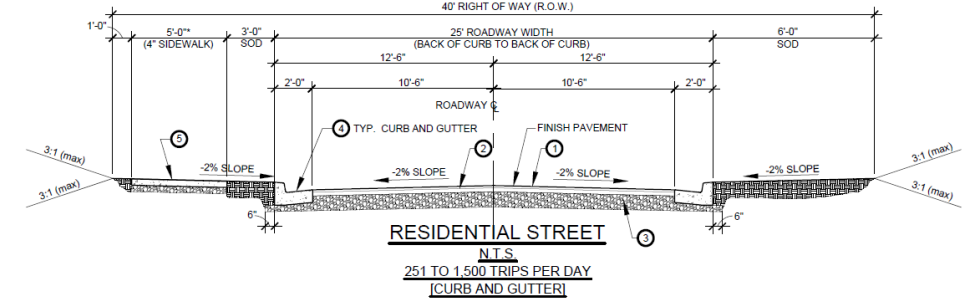 40' RIGHT OF WAY (R.O.W.)
1'-0" 5'-0"* 3'-0" 25' ROADWAY WIDTH 6'-0"
(4" SIDEWALK) SOD (BACK OF CURB TO BACK OF CURB) SOD
12'-6" 12'-6"
2'-0" 10'-6" 10'-6" 2'-0"
ROADWAY ℄
5 4 TYP. CURB AND GUTTER FINISH PAVEMENT
3:1 (max) 2 1 3:1 (max)
-2% SLOPE -2% SLOPE -2% SLOPE -2% SLOPE
3:1 (max) 3:1 (max)
6" 6"
RESIDENTIAL STREET 3
N.T.S.
251 TO 1,500 TRIPS PER DAY
[CURB AND GUTTER]